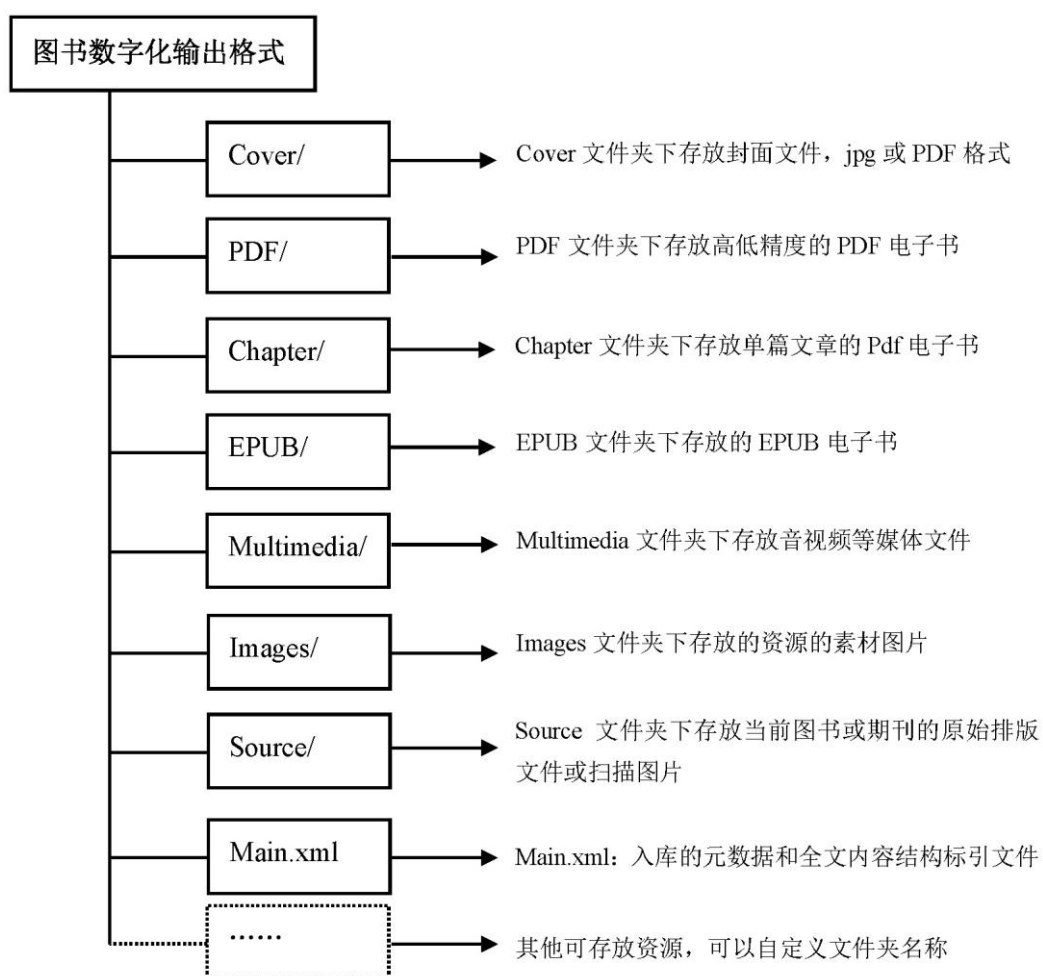 图书数字化输出格式
Cover/
Cover 文件夹下存放封面文件，jpg 或 PDF 格式
PDF/
PDF 文件夹下存放高低精度的 PDF 电子书
Chapter/
Chapter 文件夹下存放单篇文章的 Pdf 电子书
EPUB/
EPUB 文件夹下存放的 EPUB 电子书
Multimedia/
Multimedia 文件夹下存放音视频等媒体文件
Images/
Images 文件夹下存放的资源的素材图片
Source/
Source 文件夹下存放当前图书或期刊的原始排版
文件或扫描图片
Main.xml
Main.xml：入库的元数据和全文内容结构标引文件
……
其他可存放资源，可以自定义文件夹名称